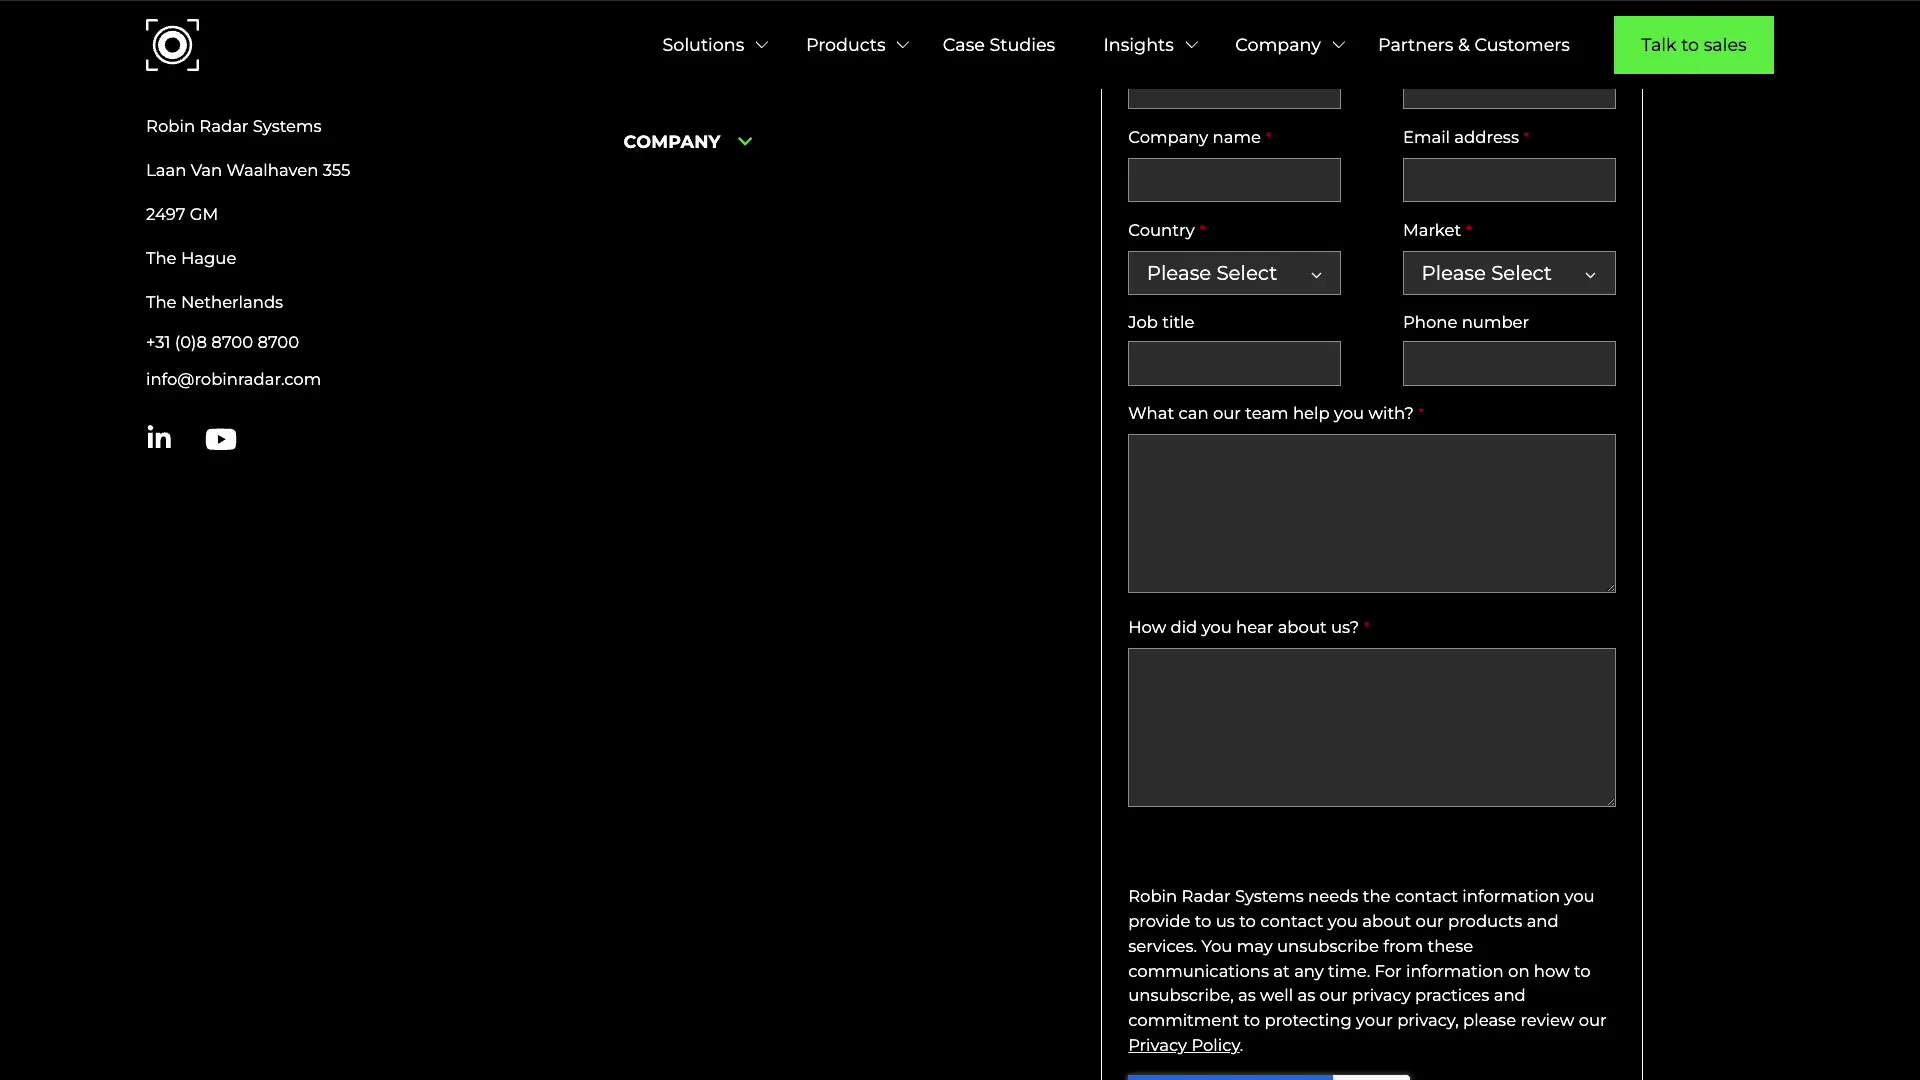 Solutions
Products
Case Studies
Insights
Company
Partners & Customers
Talk to sales
Robin Radar Systems
Laan Van Waalhaven 355
2497 GM
The Hague
The Netherlands
+31 (0)8 8700 8700
info@robinradar.com
in
COMPANY
Company name *
Email address *
Country *
Market *
Please Select
Please Select
Job title
Phone number
What can our team help you with? *
How did you hear about us? *
Robin Radar Systems needs the contact information you
provide to us to contact you about our products and
services. You may unsubscribe from these
communications at any time. For information on how to
unsubscribe, as well as our privacy practices and
commitment to protecting your privacy, please review our
Privacy Policy.